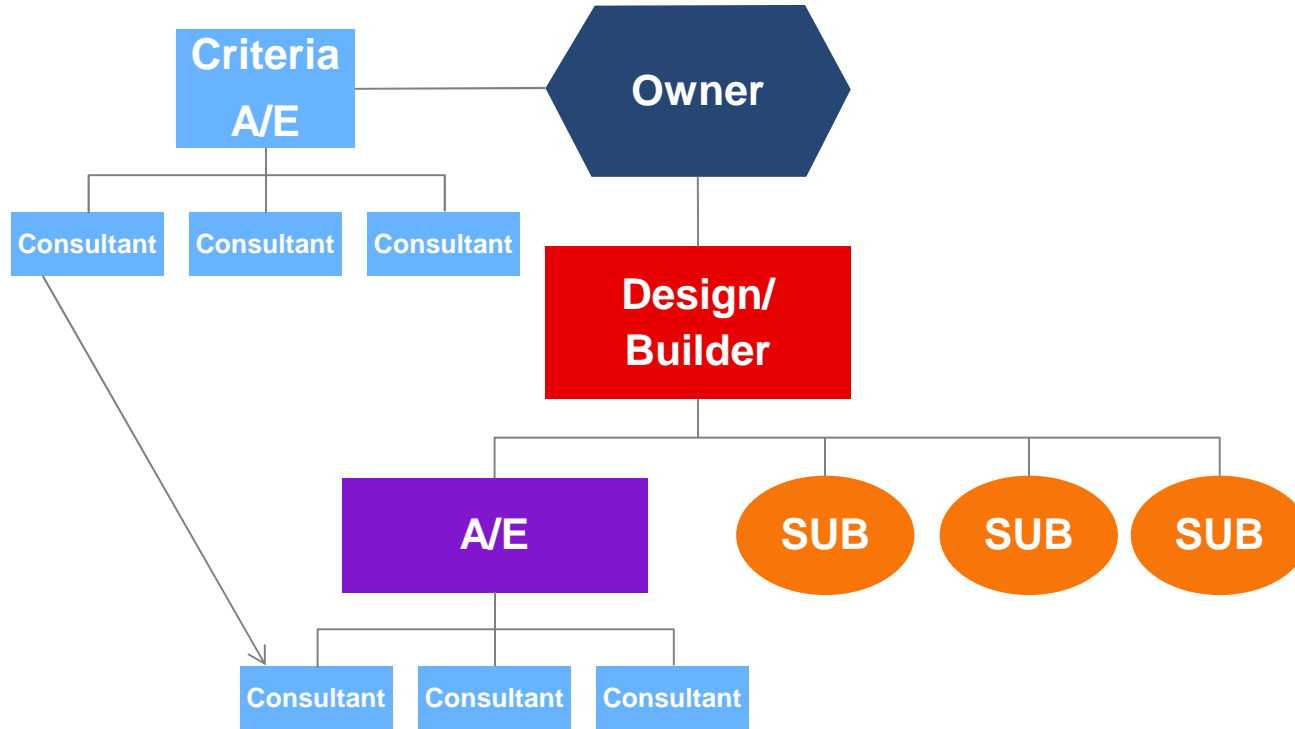 Criteria
A/E
Owner
Consultant
Consultant
Consultant
Design/
Builder
A/E
SUB
SUB
SUB
Consultant
Consultant
Consultant